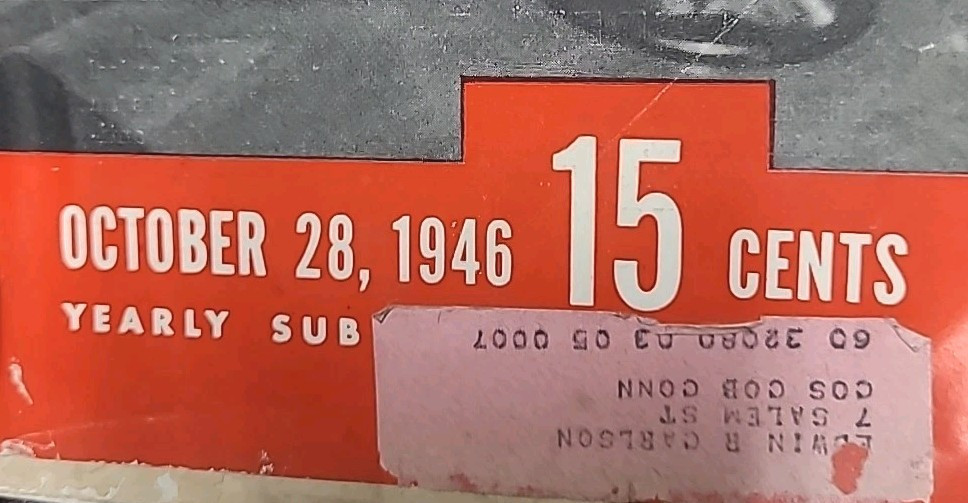 OCTOBER 28, 1946 15 CENTS
YEARLY SUB
EDWIN R CARLSON
7 SALEM ST
COS COB CONN
60 32080 03 05 0007